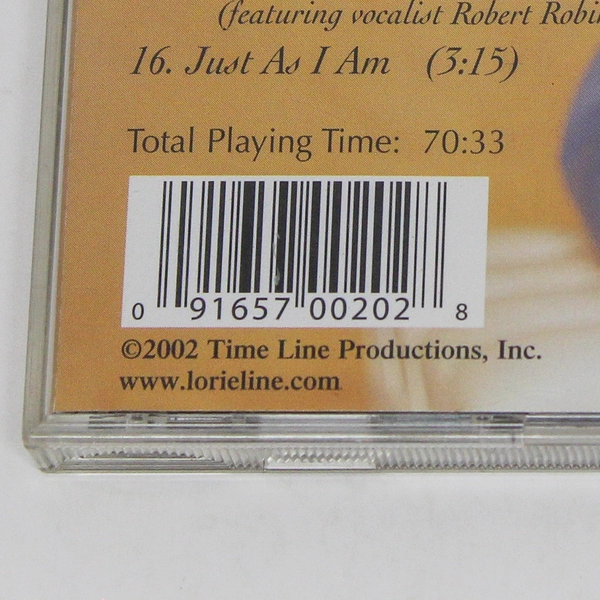 (featuring vocalist Robert
16. Just As I Am (3:15)
Total Playing Time: 70:33
0 91657 00202 8
©2002 Time Line Productions, Inc.
www.lorieline.com